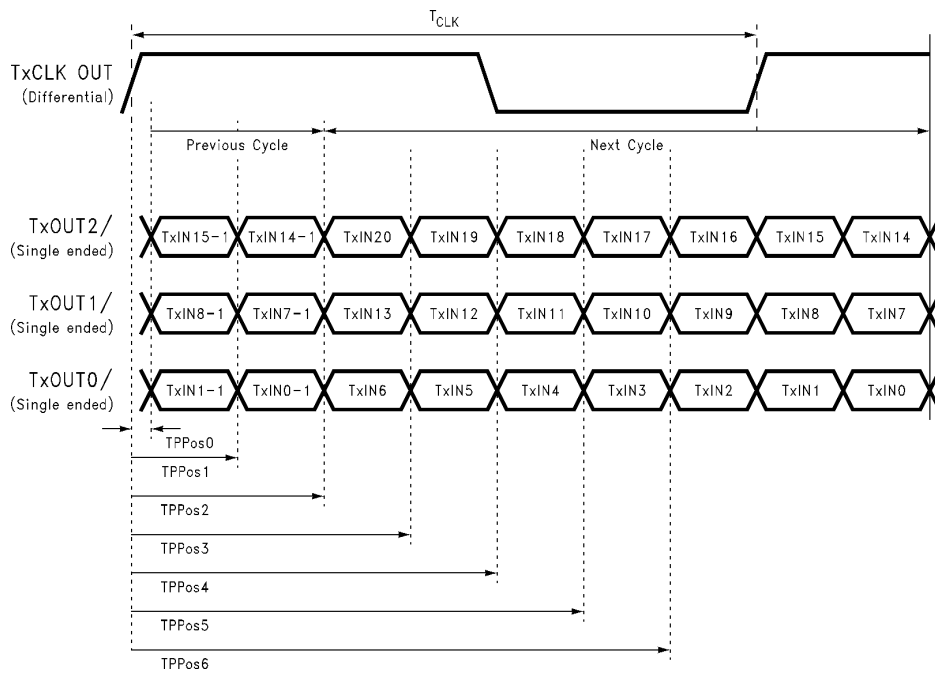 TCLK
TxCLK OUT
(Differential)
Previous Cycle
Next Cycle
TxOUT2/
(Single ended)
TxIN15-1 TxIN14-1 TxIN20 TxIN19 TxIN18 TxIN17 TxIN16 TxIN15 TxIN14
TxOUT1/
(Single ended)
TxIN8-1 TxIN7-1 TxIN13 TxIN12 TxIN11 TxIN10 TxIN9 TxIN8 TxIN7
TxOUT0/
(Single ended)
TxIN1-1 TxIN0-1 TxIN6 TxIN5 TxIN4 TxIN3 TxIN2 TxIN1 TxIN0
TPPos0
TPPos1
TPPos2
TPPos3
TPPos4
TPPos5
TPPos6